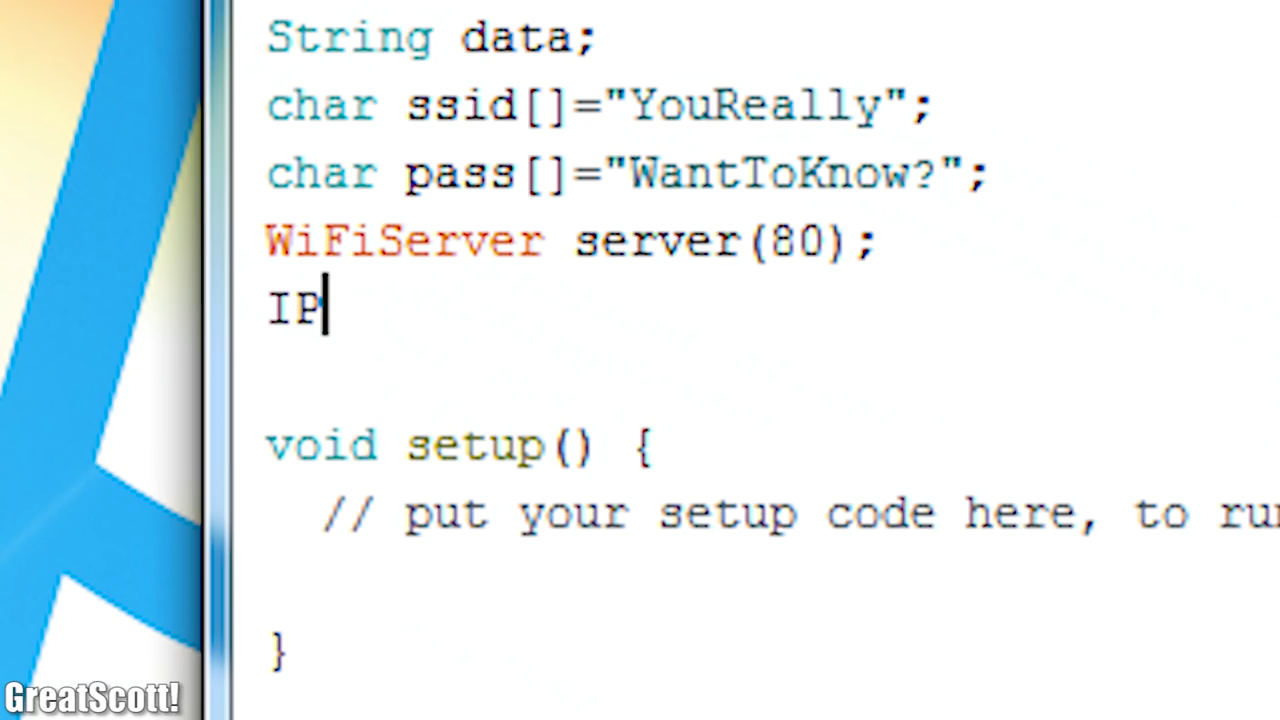 String data;
char ssid[]="YouReally";
char pass[]="WantToKnow?";
WiFiServer server(80);
IP
void setup() {
// put your setup code here, to
}
GreatScott!